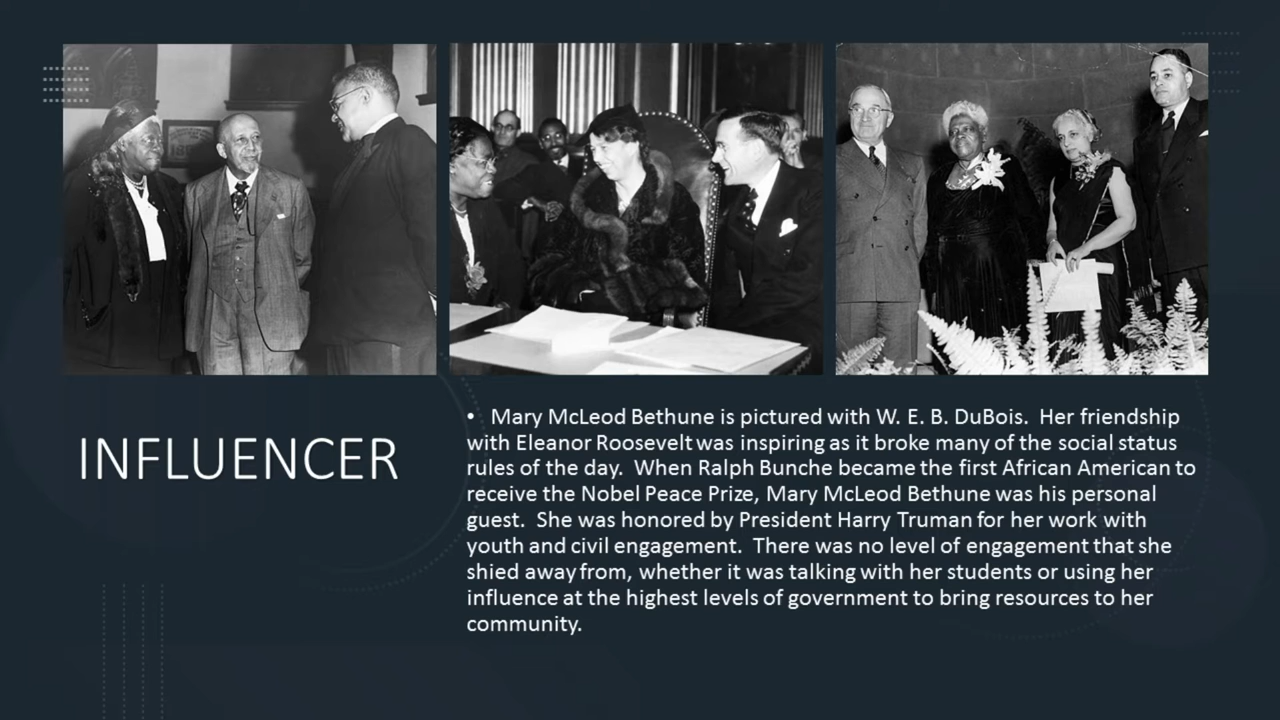 INFLUENCER
• Mary McLeod Bethune is pictured with W. E. B. DuBois. Her friendship
with Eleanor Roosevelt was inspiring as it broke many of the social status
rules of the day. When Ralph Bunche became the first African American to
receive the Nobel Peace Prize, Mary McLeod Bethune was his personal
guest. She was honored by President Harry Truman for her work with
youth and civil engagement. There was no level of engagement that she
shied away from, whether it was talking with her students or using her
influence at the highest levels of government to bring resources to her
community.